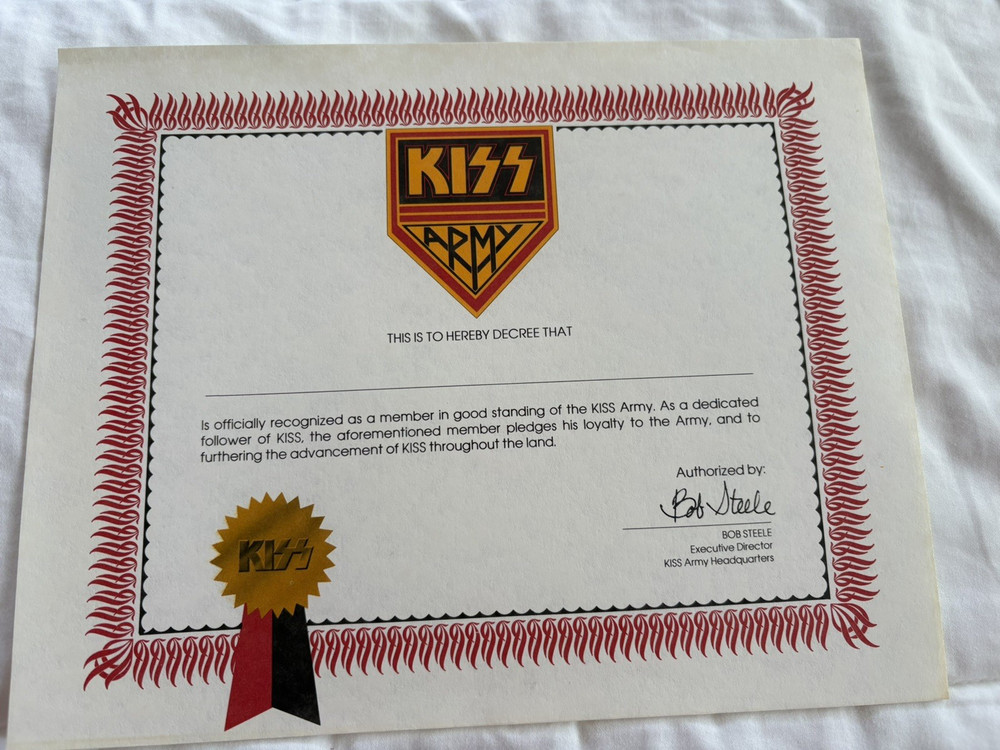 KISS
ARMY
THIS IS TO HEREBY DECREE THAT
Is officially recognized as a member in good standing of the KISS Army. As a dedicated
follower of KISS, the aforementioned member pledges his loyalty to the Army, and to
furthering the advancement of KISS throughout the land.
Authorized by:
Bob Steele
BOB STEELE
Executive Director
KISS Army Headquarters
KISS